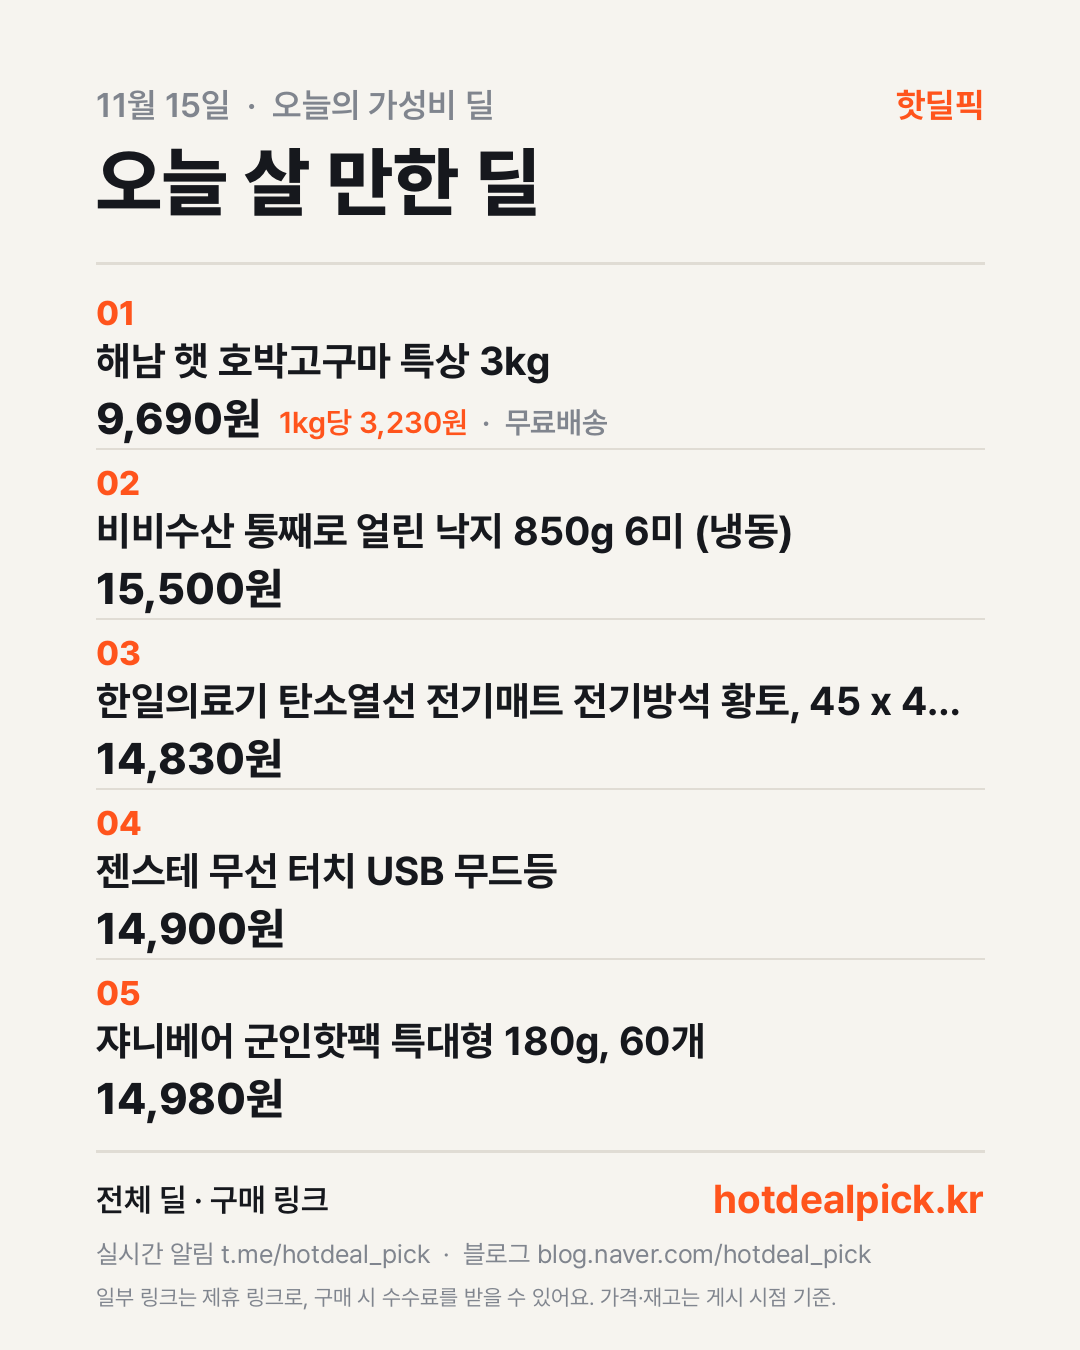 11월 15일 · 오늘의 가성비 딜
핫딜픽
오늘 살 만한 딜
01
해남 햇 호박고구마 특상 3kg
9,690원 1kg당 3,230원 · 무료배송
02
비비수산 통째로 얼린 낙지 850g 6미 (냉동)
15,500원
03
한일의료기 탄소열선 전기매트 전기방석 황토, 45 x 4...
14,830원
04
젠스테 무선 터치 USB 무드등
14,900원
05
쟈니베어 군인핫팩 특대형 180g, 60개
14,980원
전체 딜 · 구매 링크
hotdealpick.kr
실시간 알림 t.me/hotdeal_pick · 블로그 blog.naver.com/hotdeal_pick
일부 링크는 제휴 링크로, 구매 시 수수료를 받을 수 있어요. 가격·재고는 게시 시점 기준.